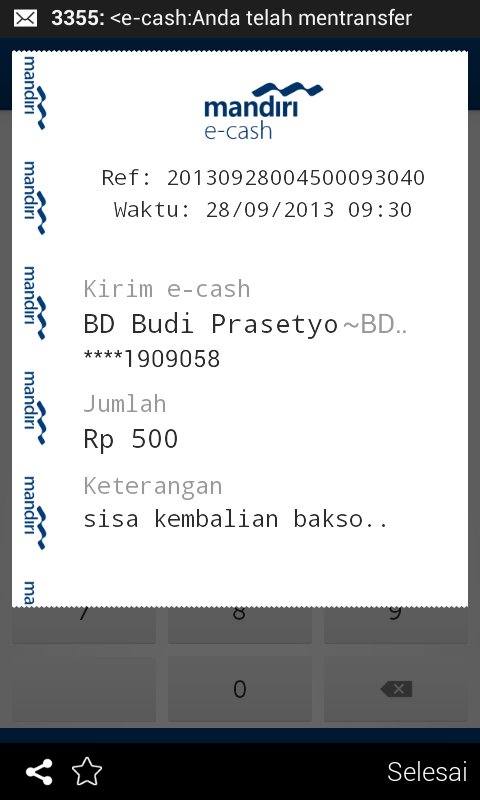 3355: <e-cash:Anda telah mentransfer
mandiri
mandiri
e-cash
Ref: 20130928004500093040
Waktu: 28/09/2013 09:30
mandiri
Kirim e-cash
BD Budi Prasetyo~BD..
****1909058
mandiri
Jumlah
Rp 500
mandiri
Keterangan
sisa kembalian bakso..
mandiri
ma
7 8 9
0
Selesai